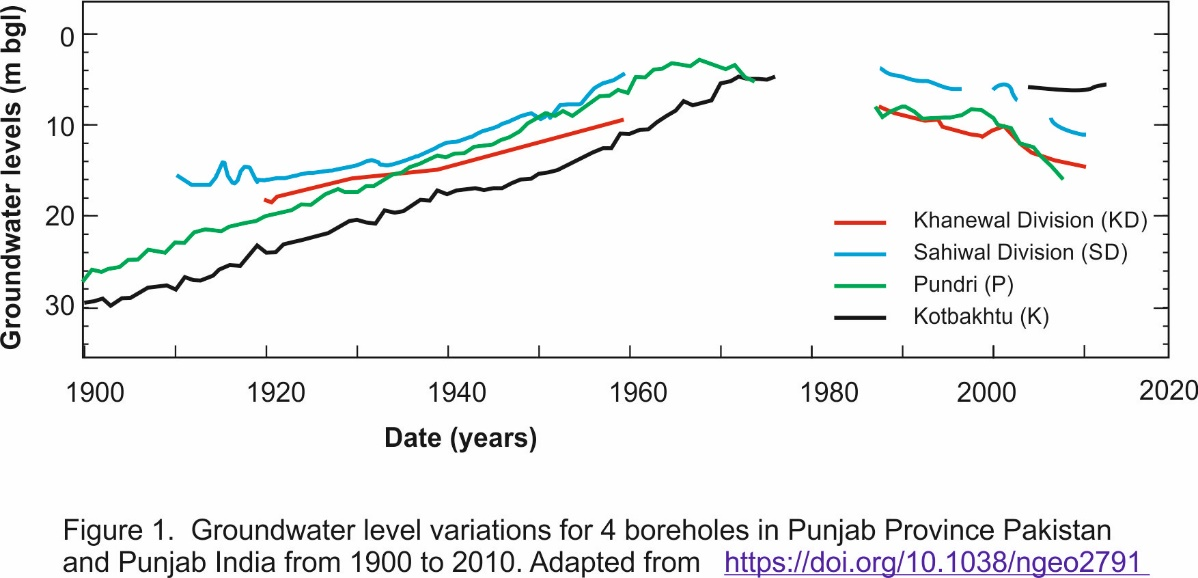 Groundwater levels (m bgl)
0
10
20
30
Khanewal Division (KD)
Sahiwal Division (SD)
Pundri (P)
Kotbakhtu (K)
1900 1920 1940 1960 1980 2000 2020
Date (years)
Figure 1.  Groundwater level variations for 4 boreholes in Punjab Province Pakistan
and Punjab India from 1900 to 2010. Adapted from https://doi.org/10.1038/ngeo2791